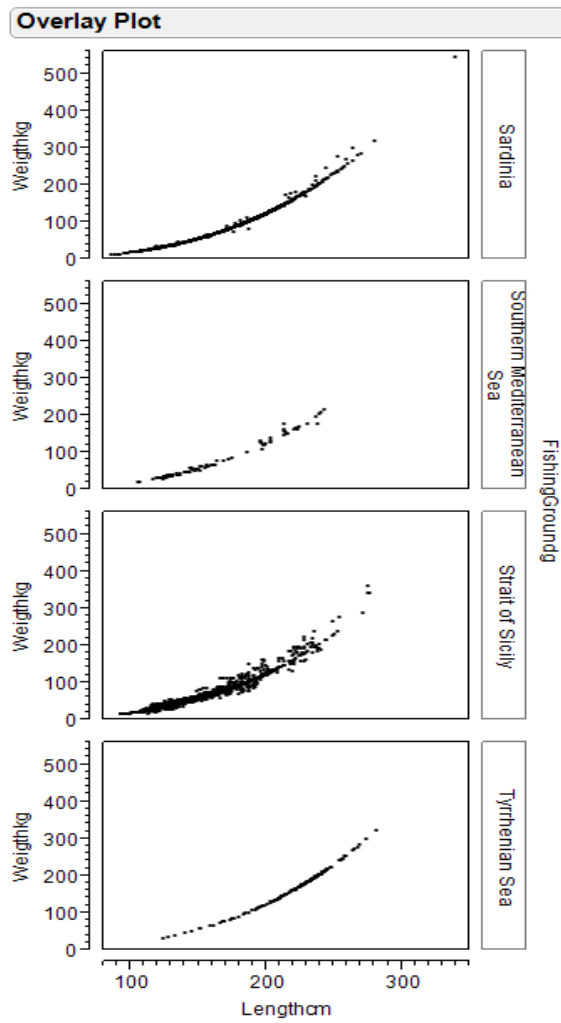 Overlay Plot
Weigthkg
500
400
300
200
100
0
Sardinia
Weigthkg
500
400
300
200
100
0
Southern Mediterranean
Sea
Weigthkg
500
400
300
200
100
0
Strait of Sicily
Weigthkg
500
400
300
200
100
0
Tyrrhenian Sea
FishingGroundg
100
200
300
Lengthcm